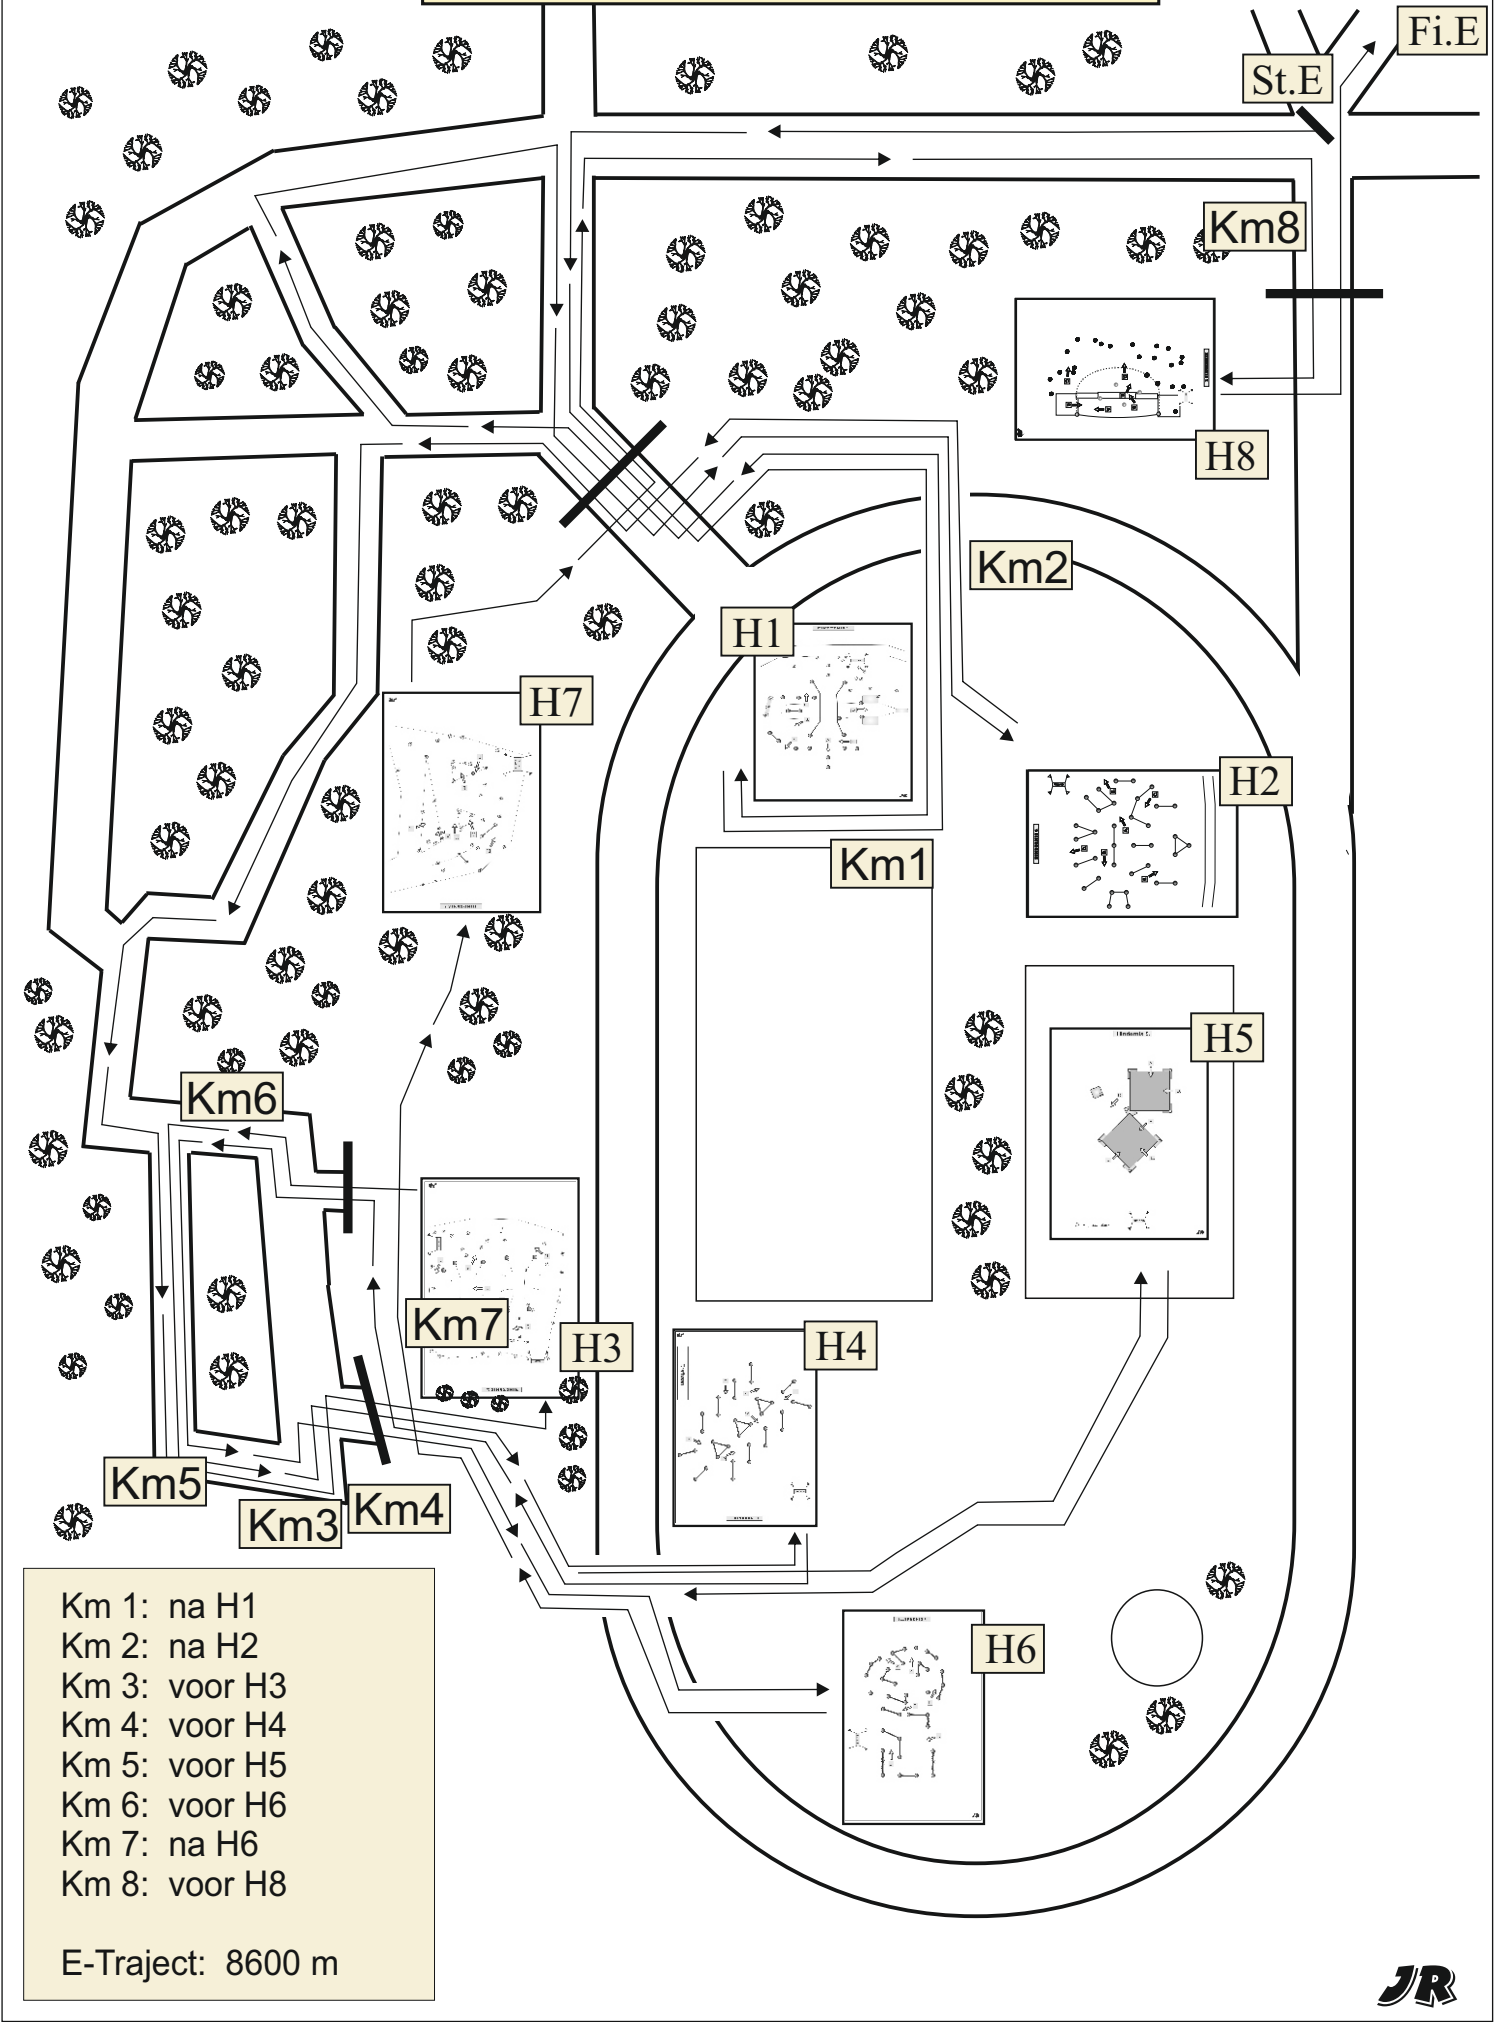 Fi.E
St.E
Km8
H8
Km2
H1
H7
H2
Km1
H5
Km6
Km7
H3
H4
Km5
Km3
Km4
H6
Km 1: na H1
Km 2: na H2
Km 3: voor H3
Km 4: voor H4
Km 5: voor H5
Km 6: voor H6
Km 7: na H6
Km 8: voor H8
E-Traject: 8600 m
JR